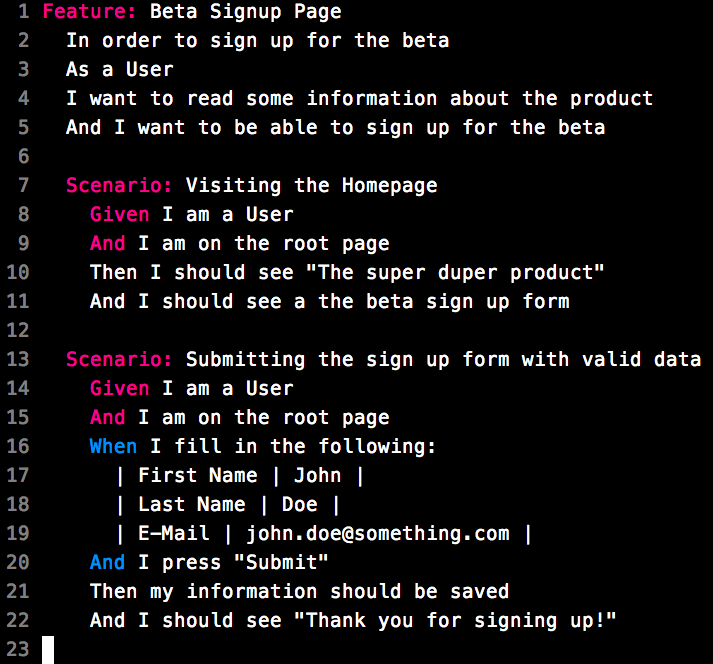 1 Feature: Beta Signup Page
2 In order to sign up for the beta
3 As a User
4 I want to read some information about the product
5 And I want to be able to sign up for the beta
6
7 Scenario: Visiting the Homepage
8 Given I am a User
9 And I am on the root page
10 Then I should see "The super duper product"
11 And I should see a the beta sign up form
12
13 Scenario: Submitting the sign up form with valid data
14 Given I am a User
15 And I am on the root page
16 When I fill in the following:
17 | First Name | John |
18 | Last Name | Doe |
19 | E-Mail | john.doe@something.com |
20 And I press "Submit"
21 Then my information should be saved
22 And I should see "Thank you for signing up!"
23